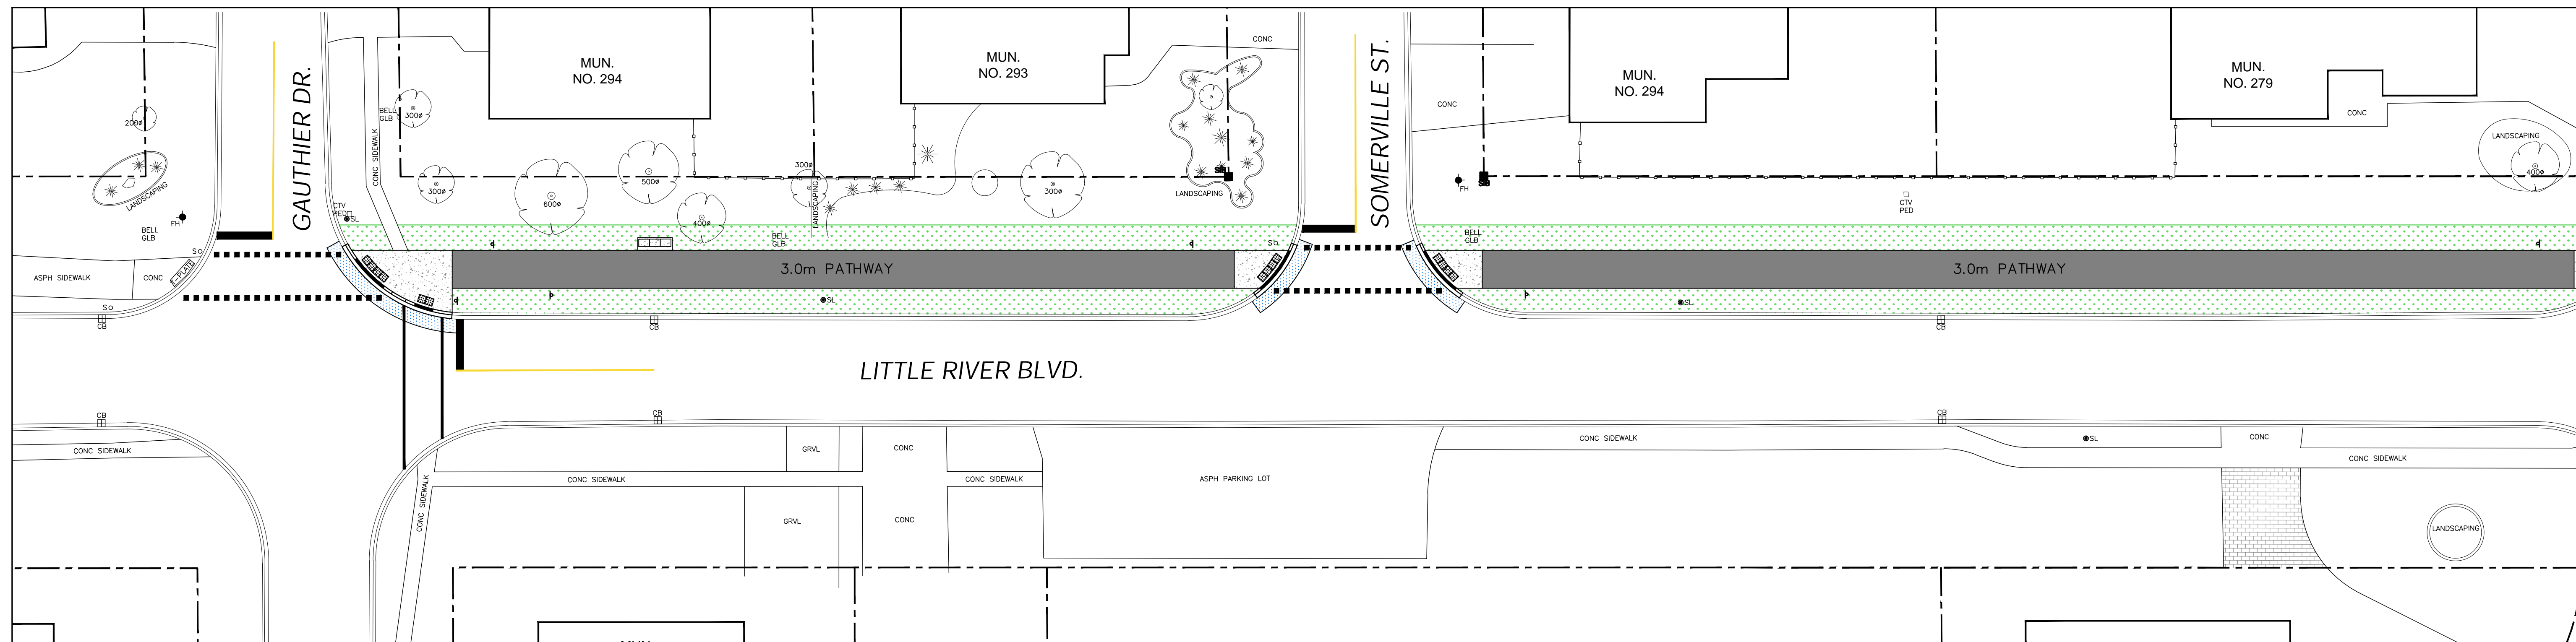 CONC
MUN.
NO. 294
MUN.
NO. 293
MUN.
NO. 294
MUN.
NO. 279
GAUTHIER DR.
SOMERVILLE ST.
CONC
CONC
BELL
GLB
300ø
200ø
CONC SIDEWALK
LANDSCAPING
300ø
600ø
500ø
400ø
300ø
LANDSCAPING
300ø
LANDSCAPING
LANDSCAPING
400ø
FH
FH
CTV
PED
SL
CTV
PED
BELL
GLB
BELL
GLB
BELL
GLB
S
S
ASPH SIDEWALK
CONC
3.0m PATHWAY
3.0m PATHWAY
S
SL
SL
CB
CB
CB
LITTLE RIVER BLVD.
CB
CB
CB
CONC SIDEWALK
GRVL
CONC
CONC SIDEWALK
SL
CONC
CONC SIDEWALK
CONC SIDEWALK
CONC SIDEWALK
CONC SIDEWALK
ASPH PARKING LOT
GRVL
CONC
LANDSCAPING